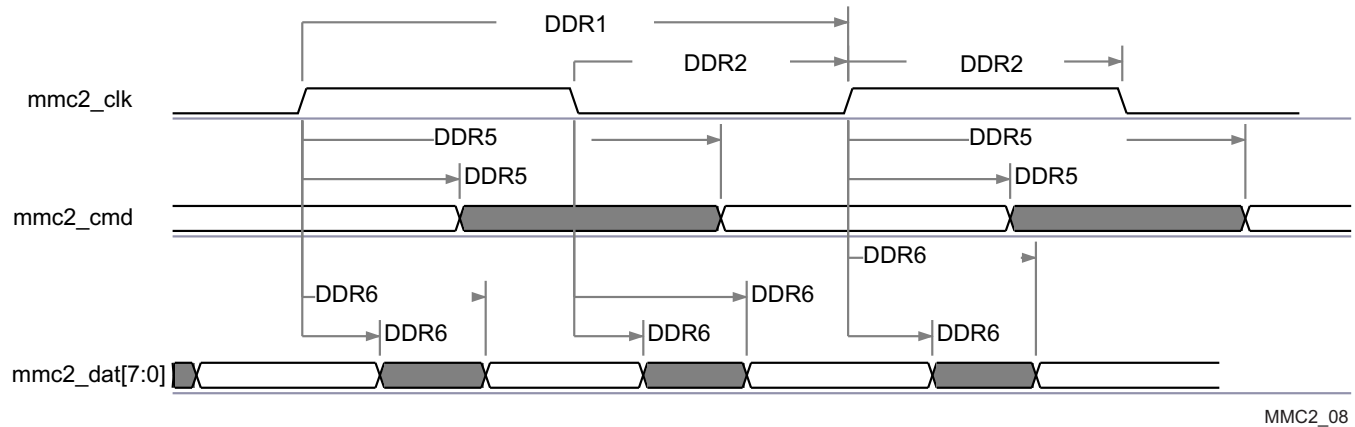 DDR1
DDR2 DDR2
mmc2_clk
DDR5 DDR5
DDR5 DDR5
mmc2_cmd
DDR6
DDR6 DDR6
DDR6 DDR6 DDR6
mmc2_dat[7:0]
MMC2_08